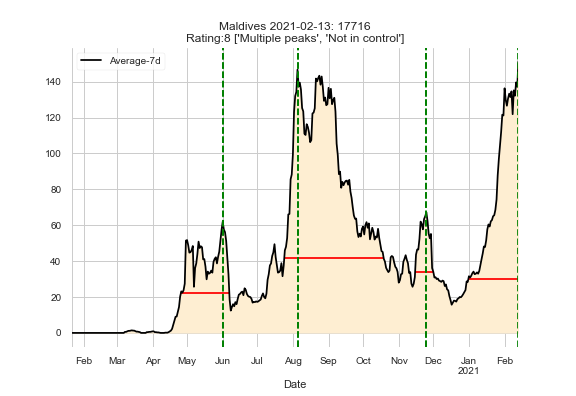 Maldives 2021-02-13: 17716
Rating:8 ['Multiple peaks', 'Not in control']
Average-7d
140
120
100
80
60
40
20
0
Feb Mar Apr May Jun Jul Aug Sep Oct Nov Dec Jan Feb
2021
Date